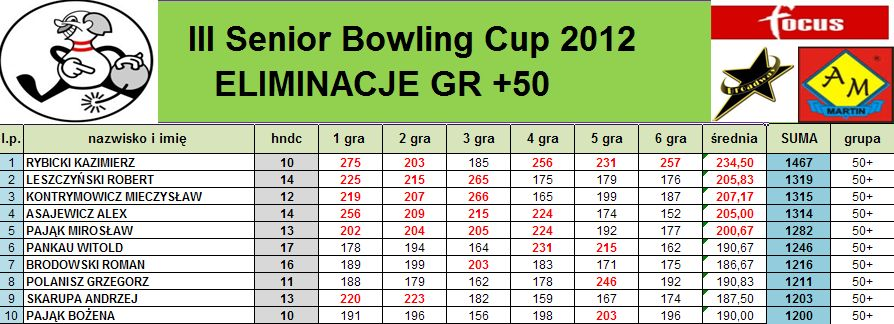 III Senior Bowling Cup 2012
ELIMINACJE GR +50
FOCUS
AM
MARTIN
l.p. nazwisko i imię hndc 1 gra 2 gra 3 gra 4 gra 5 gra 6 gra średnia SUMA grupa
1 RYBICKI KAZIMIERZ 10 275 203 185 256 231 257 234,50 1467 50+
2 LESZCZYŃSKI ROBERT 14 225 215 265 175 179 176 205,83 1319 50+
3 KONTRYMOWICZ MIECZYSŁAW 12 219 207 266 165 199 187 207,17 1315 50+
4 ASAJEWICZ ALEX 14 256 209 215 224 174 152 205,00 1314 50+
5 PAJĄK MIROSŁAW 13 202 204 205 224 192 177 200,67 1282 50+
6 PANKAU WITOLD 17 178 194 164 231 215 162 190,67 1246 50+
7 BRODOWSKI ROMAN 16 189 199 203 183 171 175 186,67 1216 50+
8 POLANISZ GRZEGORZ 11 188 179 162 178 246 192 190,83 1211 50+
9 SKARUPA ANDRZEJ 13 220 223 182 159 167 174 187,50 1203 50+
10 PAJĄK BOŻENA 10 191 196 156 198 203 196 190,00 1200 50+